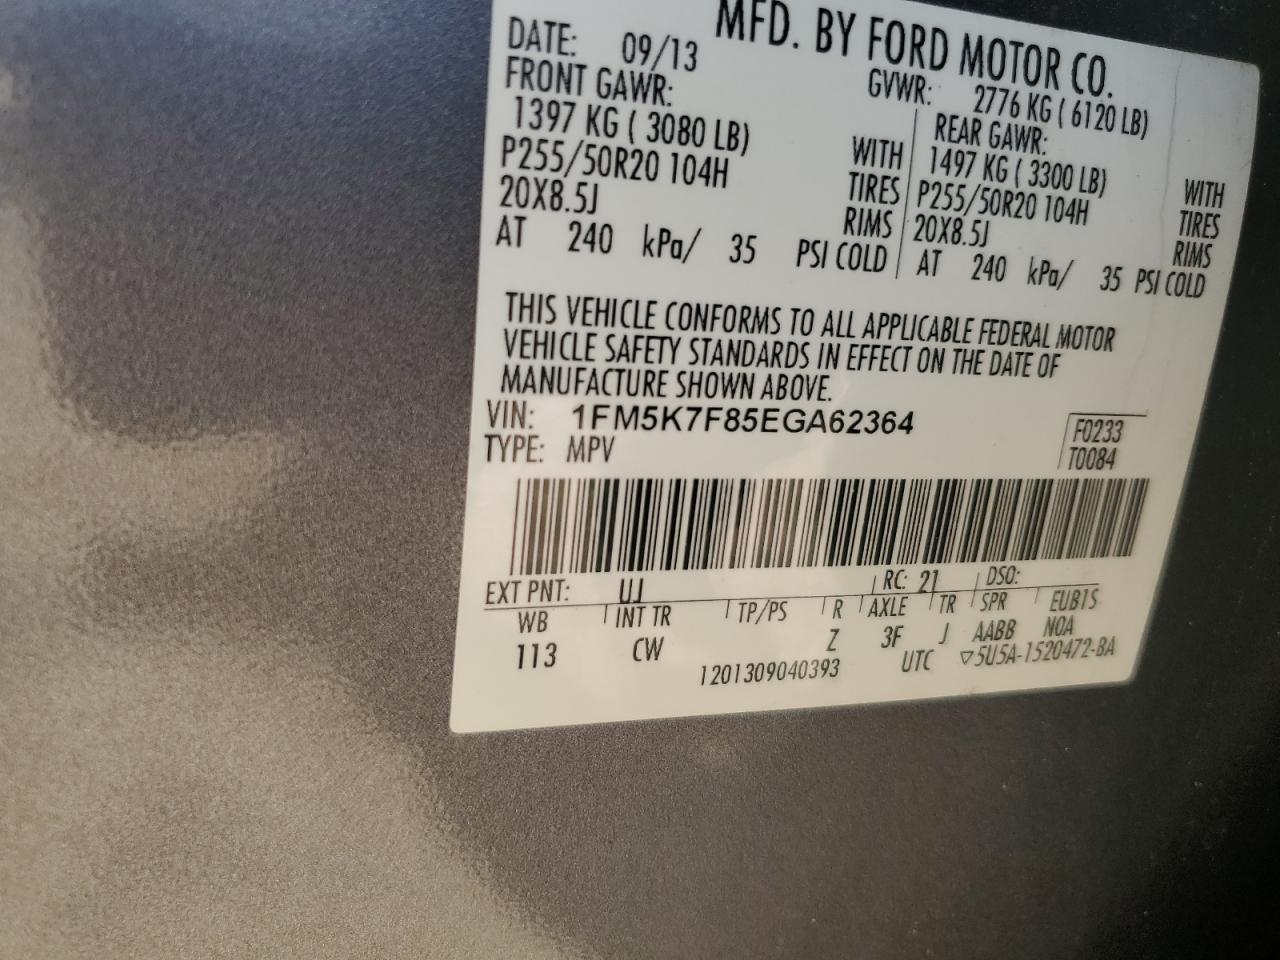 MFD. BY FORD MOTOR CO.
DATE: 09/13 GVWR: 2776 KG ( 6120 LB)
FRONT GAWR: REAR GAWR:
1397 KG ( 3080 LB) WITH 1497 KG ( 3300 LB) WITH
P255/50R20 104H TIRES P255/50R20 104H TIRES
20X8.5J RIMS 20X8.5J RIMS
AT 240 kPa/ 35 PSI COLD AT 240 kPa/ 35 PSI COLD
THIS VEHICLE CONFORMS TO ALL APPLICABLE FEDERAL MOTOR
VEHICLE SAFETY STANDARDS IN EFFECT ON THE DATE OF
MANUFACTURE SHOWN ABOVE.
VIN: 1FM5K7F85EGA62364 F0233
TYPE: MPV T0084
EXT PNT: UJ RC: 21 DSO:
WB INT TR TP/PS R AXLE TR SPR EUB1S
113 CW Z 3F J AABB NOA
1201309040393 UTC ▽5U5A-1520472-BA